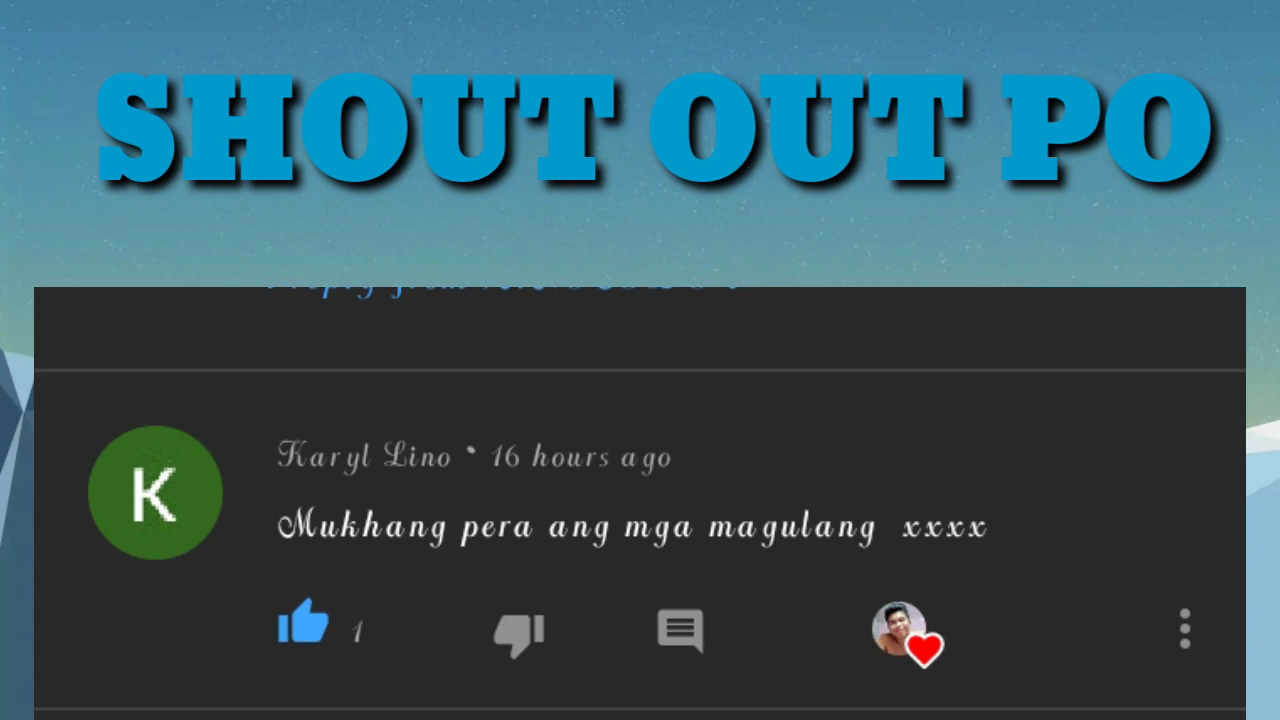 SHOUT OUT PO
K
Karyl Lino • 16 hours ago
Mukhang pera ang mga magulang xxxx
1